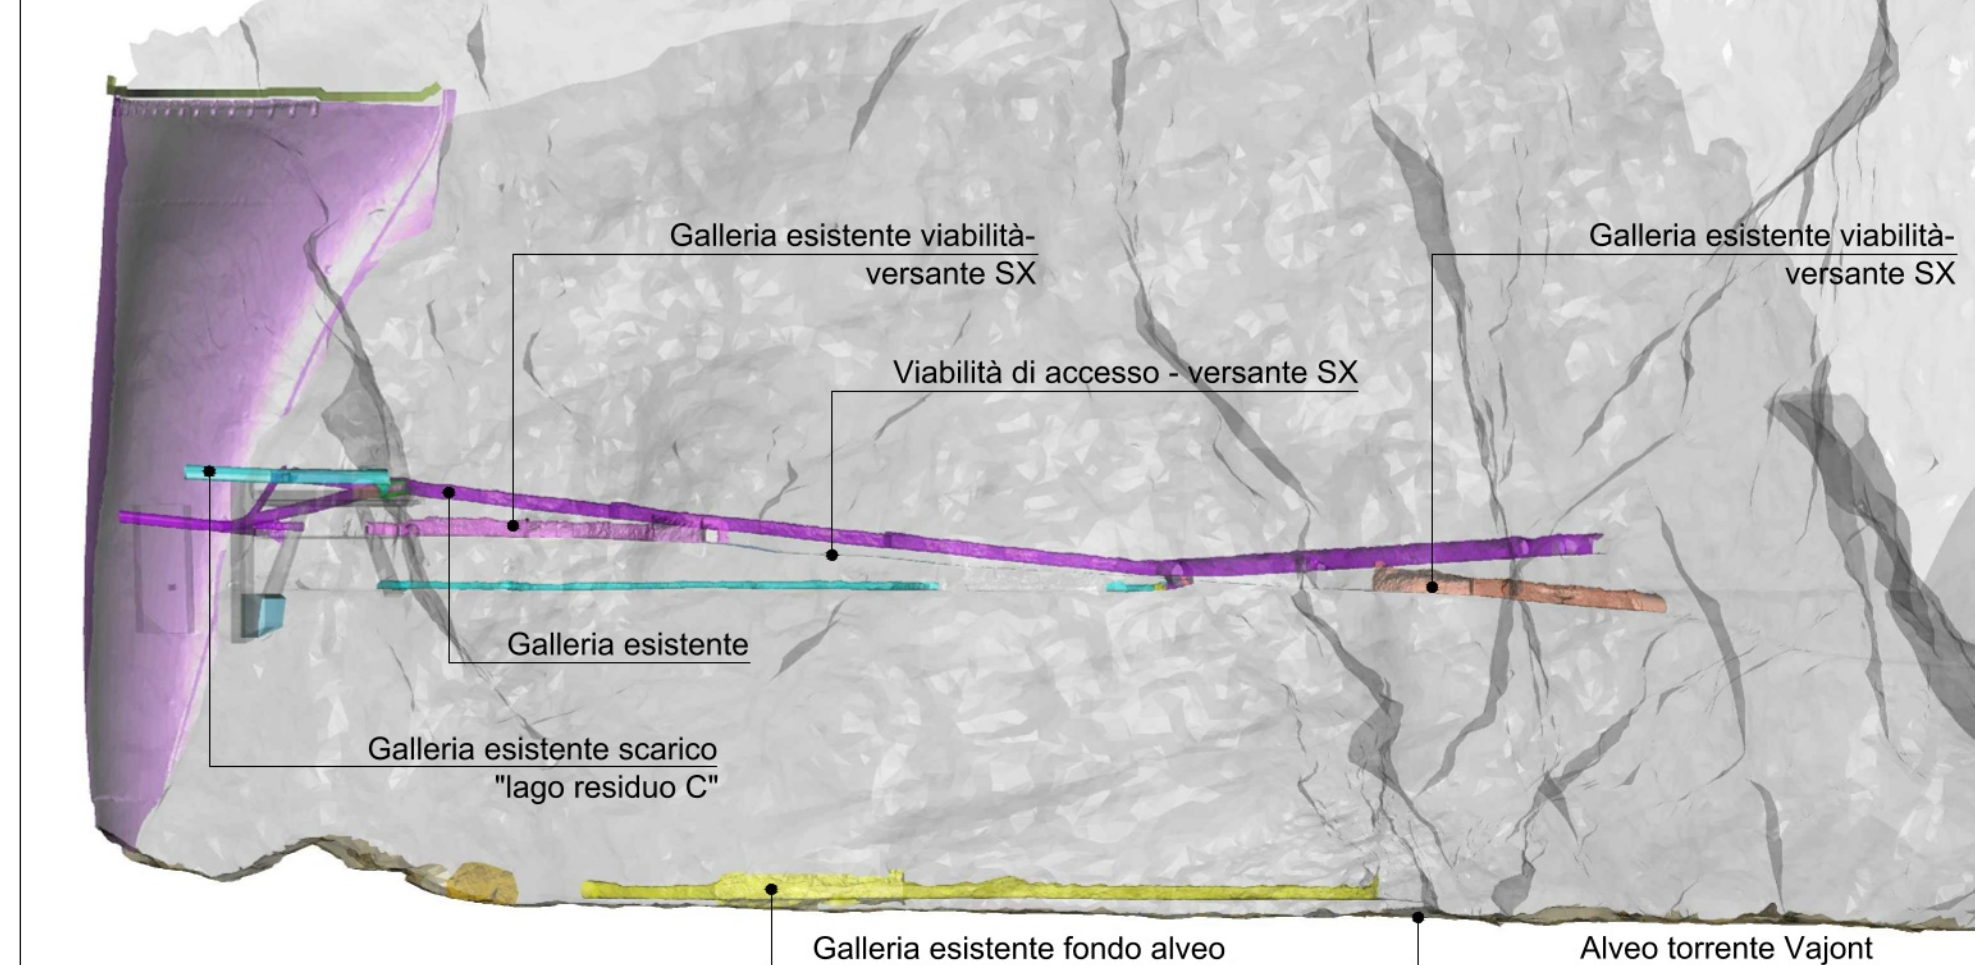 Galleria esistente viabilità-
versante SX
Galleria esistente viabilità-
versante SX
Viabilità di accesso - versante SX
Galleria esistente
Galleria esistente scarico
"lago residuo C"
Galleria esistente fondo alveo
Alveo torrente Vajont